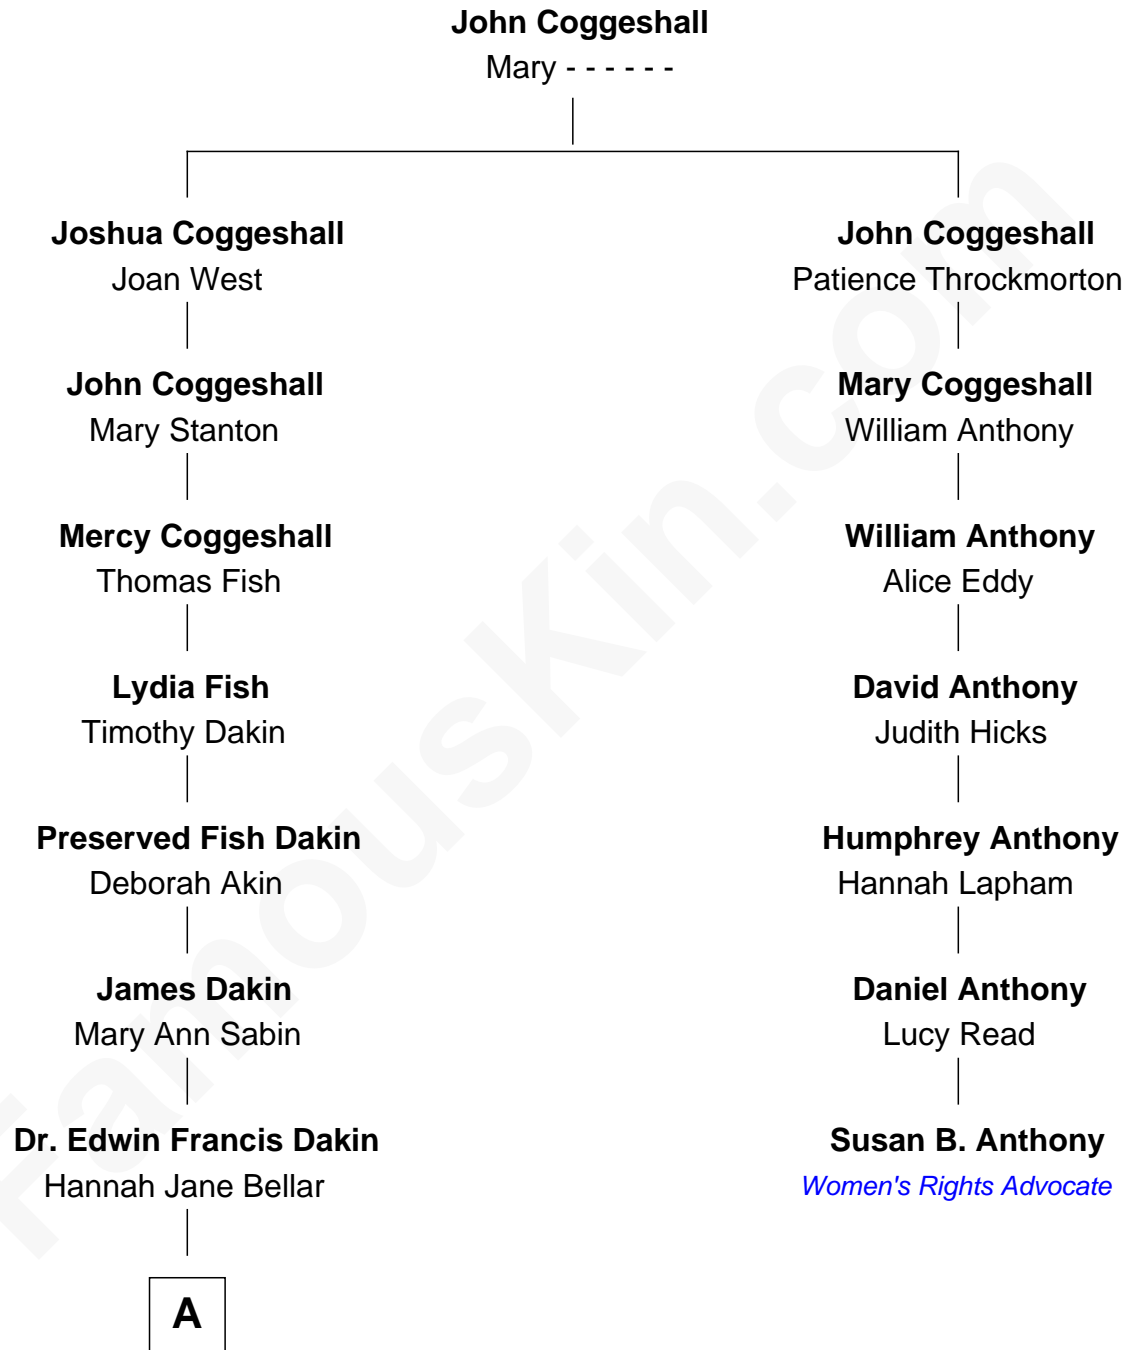 John Coggeshall
Mary - - - - - -
Joshua Coggeshall
Joan West
John Coggeshall
Patience Throckmorton
John Coggeshall
Mary Stanton
Mary Coggeshall
William Anthony
Mercy Coggeshall
Thomas Fish
William Anthony
Alice Eddy
Lydia Fish
Timothy Dakin
David Anthony
Judith Hicks
Preserved Fish Dakin
Deborah Akin
Humphrey Anthony
Hannah Lapham
James Dakin
Mary Ann Sabin
Daniel Anthony
Lucy Read
Dr. Edwin Francis Dakin
Hannah Jane Bellar
Susan B. Anthony
Women's Rights Advocate
A
FamousKin.com